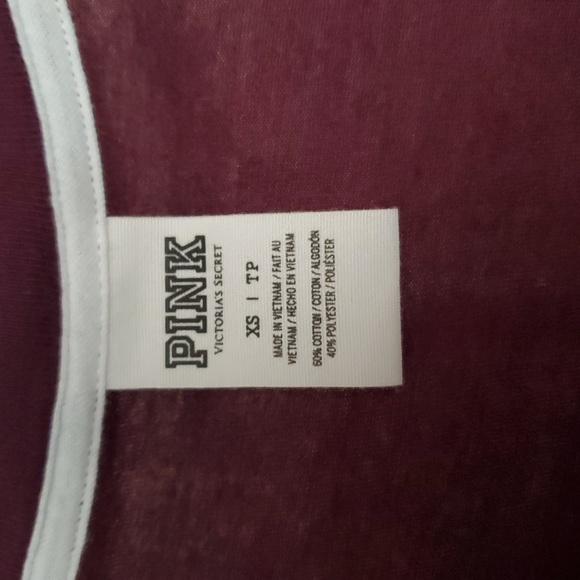 PINK
VICTORIA'S SECRET
XS | TP
MADE IN VIETNAM / FAIT AU
VIETNAM / HECHO EN VIETNAM
60% COTTON / COTON / ALGODÓN
40% POLYESTER / POLIÉSTER